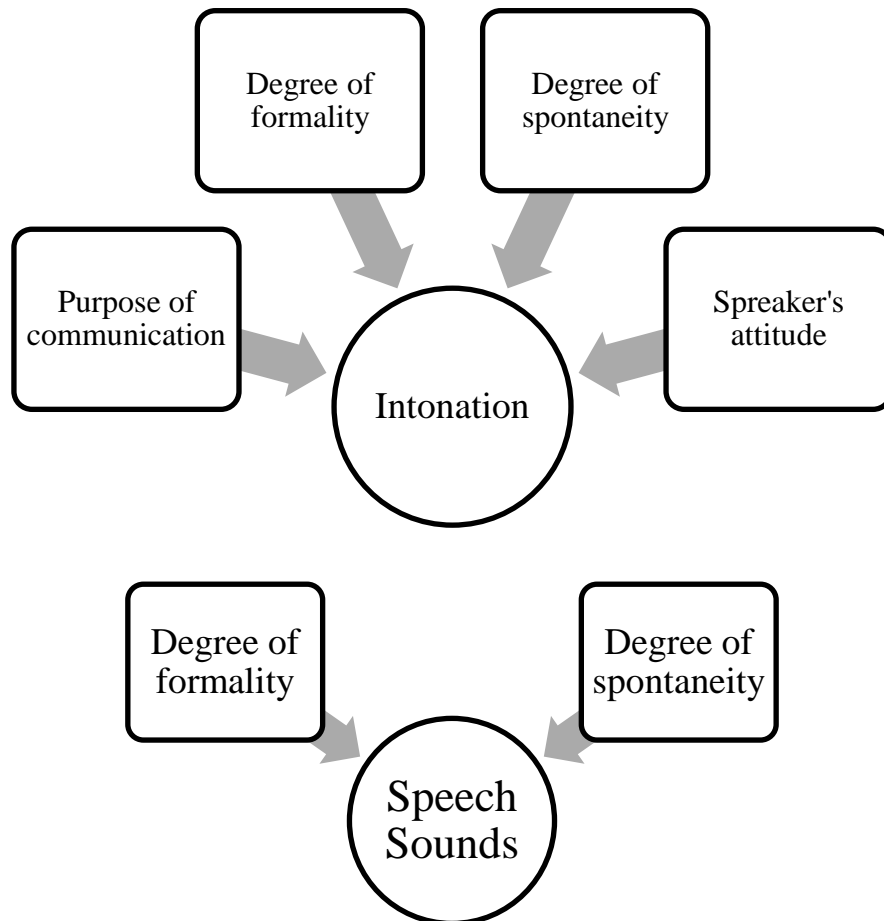 Degree of
formality
Degree of
spontaneity
Purpose of
communication
Spreaker's
attitude
Intonation
Degree of
formality
Degree of
spontaneity
Speech
Sounds